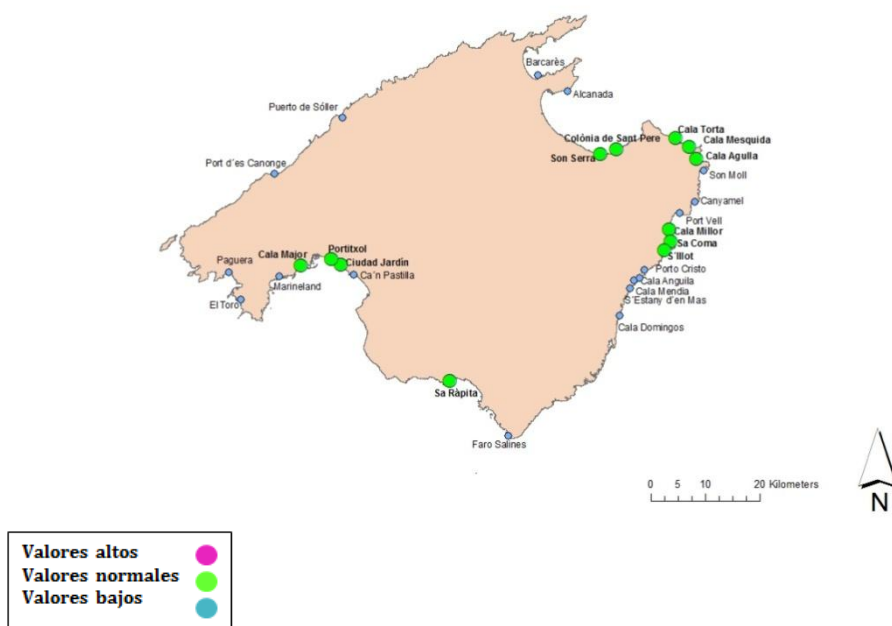 Barcarès
Alcanada
Puerto de Sóller
Colònia de Sant Pere
Cala Torta
Cala Mesquida
Son Serra
Cala Agulla
Port d´es Canonge
Son Moll
Canyamel
Port Vell
Cala Millor
Sa Coma
S´Illot
Portitxol
Cala Major
Ciudad Jardín
Paguera
Ca´n Pastilla
Marineland
Porto Cristo
Cala Anguila
Cala Mendia
S´Estany d´en Mas
El Toro
Cala Domingos
Sa Ràpita
Faro Salines
0 5 10 20 Kilometers
N
Valores altos
Valores normales
Valores bajos